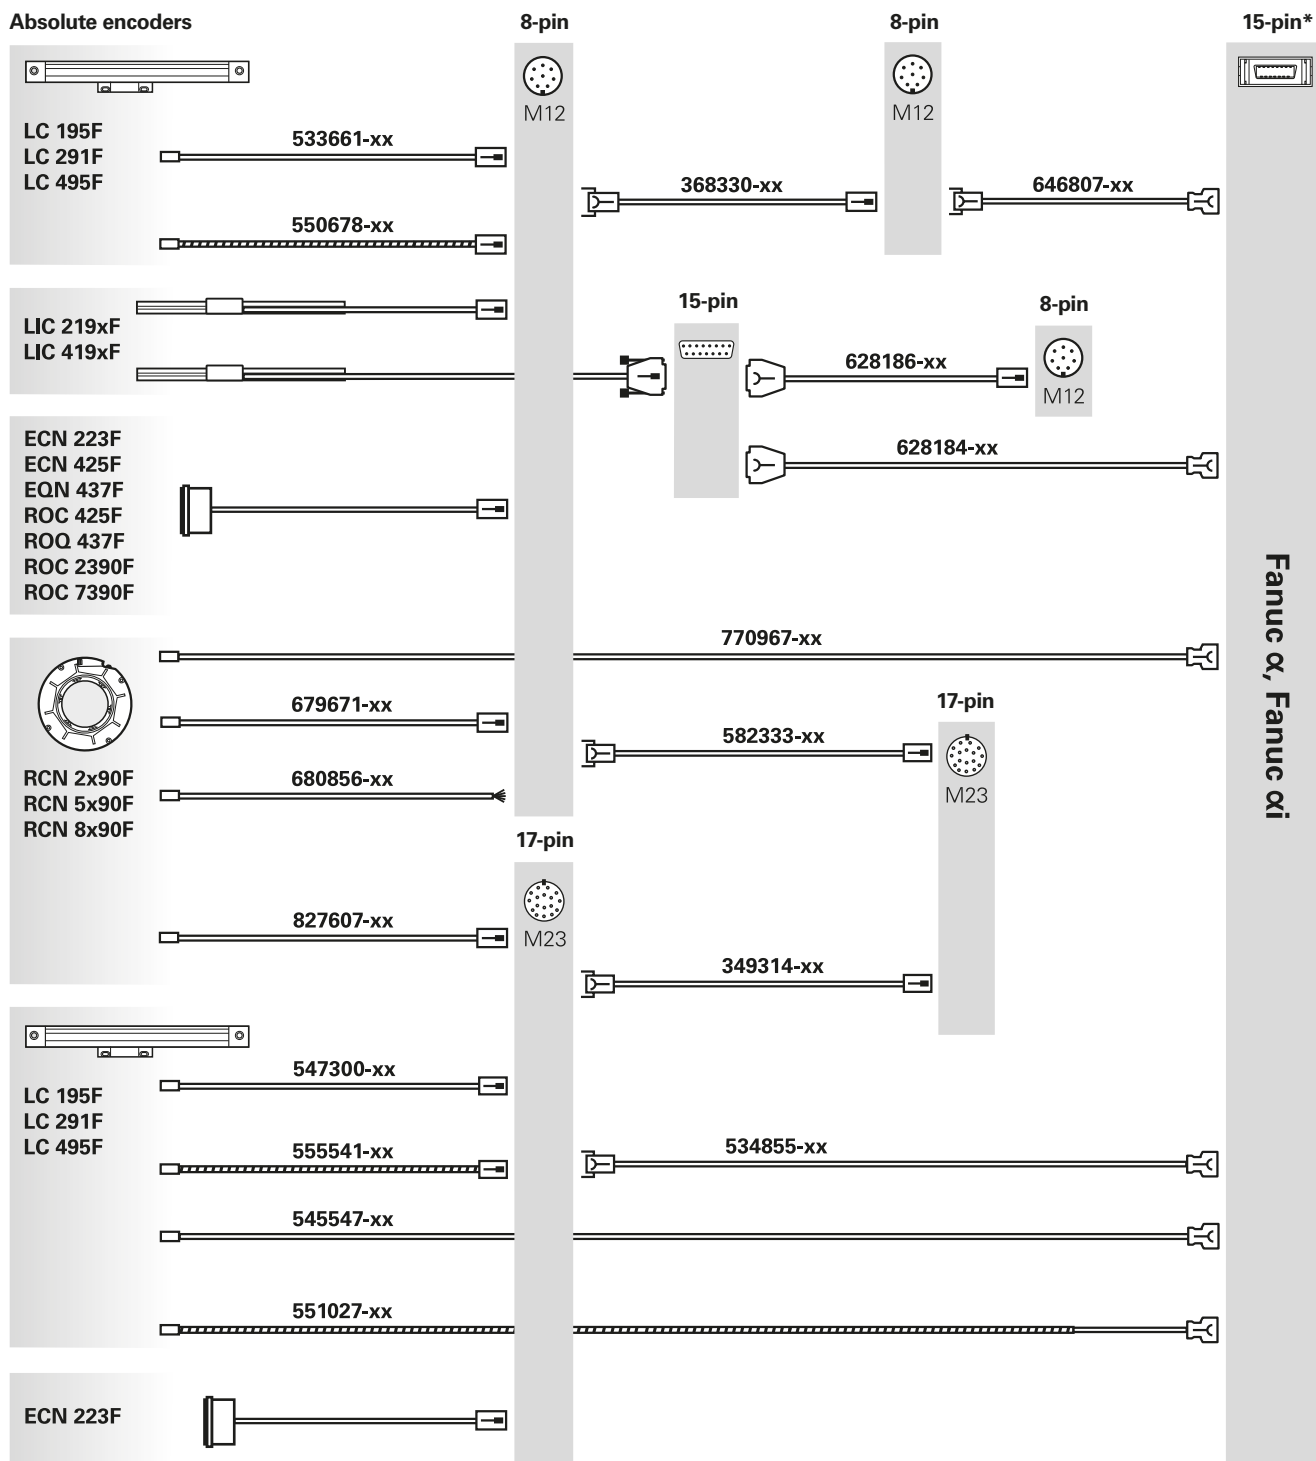 Absolute encoders
8-pin
8-pin
15-pin*
M12
M12
LC 195F
LC 291F
LC 495F
533661-xx
368330-xx
646807-xx
550678-xx
LIC 219xF
LIC 419xF
15-pin
8-pin
628186-xx
M12
628184-xx
ECN 223F
ECN 425F
EQN 437F
ROC 425F
ROQ 437F
ROC 2390F
ROC 7390F
Fanuc α, Fanuc αi
770967-xx
679671-xx
17-pin
582333-xx
M23
RCN 2x90F
RCN 5x90F
RCN 8x90F
680856-xx
17-pin
M23
827607-xx
349314-xx
LC 195F
LC 291F
LC 495F
547300-xx
555541-xx
534855-xx
545547-xx
551027-xx
ECN 223F